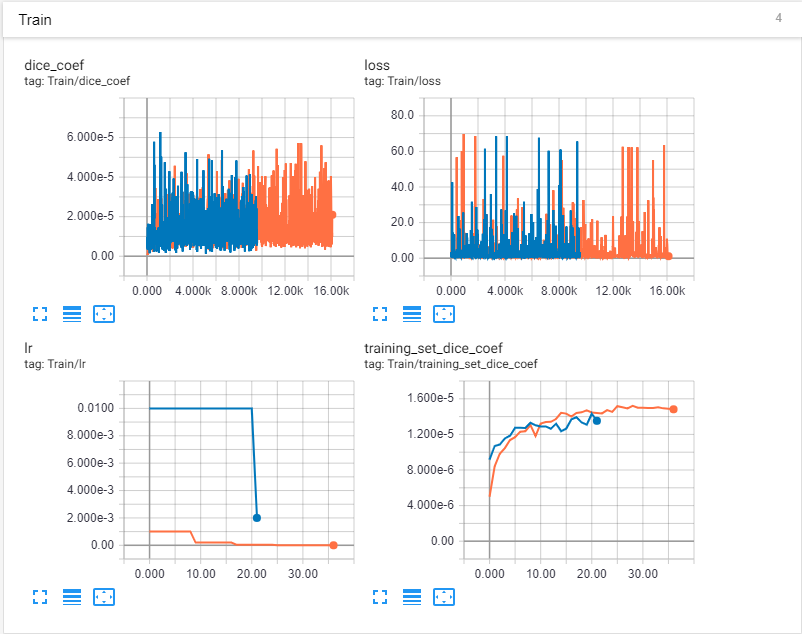 Train
4
dice_coef
tag: Train/dice_coef
6.000e-5
4.000e-5
2.000e-5
0.00
0.000 4.000k 8.000k 12.00k 16.00k
loss
tag: Train/loss
80.0
60.0
40.0
20.0
0.00
0.000 4.000k 8.000k 12.00k 16.00k
lr
tag: Train/lr
0.0100
8.000e-3
6.000e-3
4.000e-3
2.000e-3
0.00
0.000 10.00 20.00 30.00
training_set_dice_coef
tag: Train/training_set_dice_coef
1.600e-5
1.200e-5
8.000e-6
4.000e-6
0.00
0.000 10.00 20.00 30.00